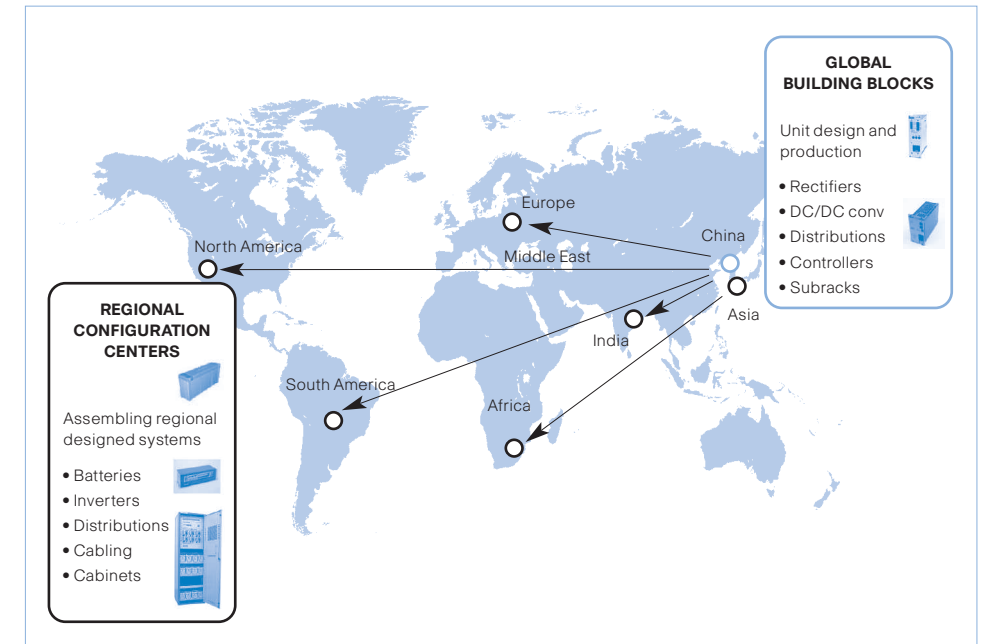 GLOBAL
BUILDING BLOCKS
Unit design and
production
• Rectifiers
• DC/DC conv
• Distributions
• Controllers
• Subracks
Europe
China
North America
Middle East
Asia
India
South America
Africa
REGIONAL
CONFIGURATION
CENTERS
Assembling regional
designed systems
• Batteries
• Inverters
• Distributions
• Cabling
• Cabinets